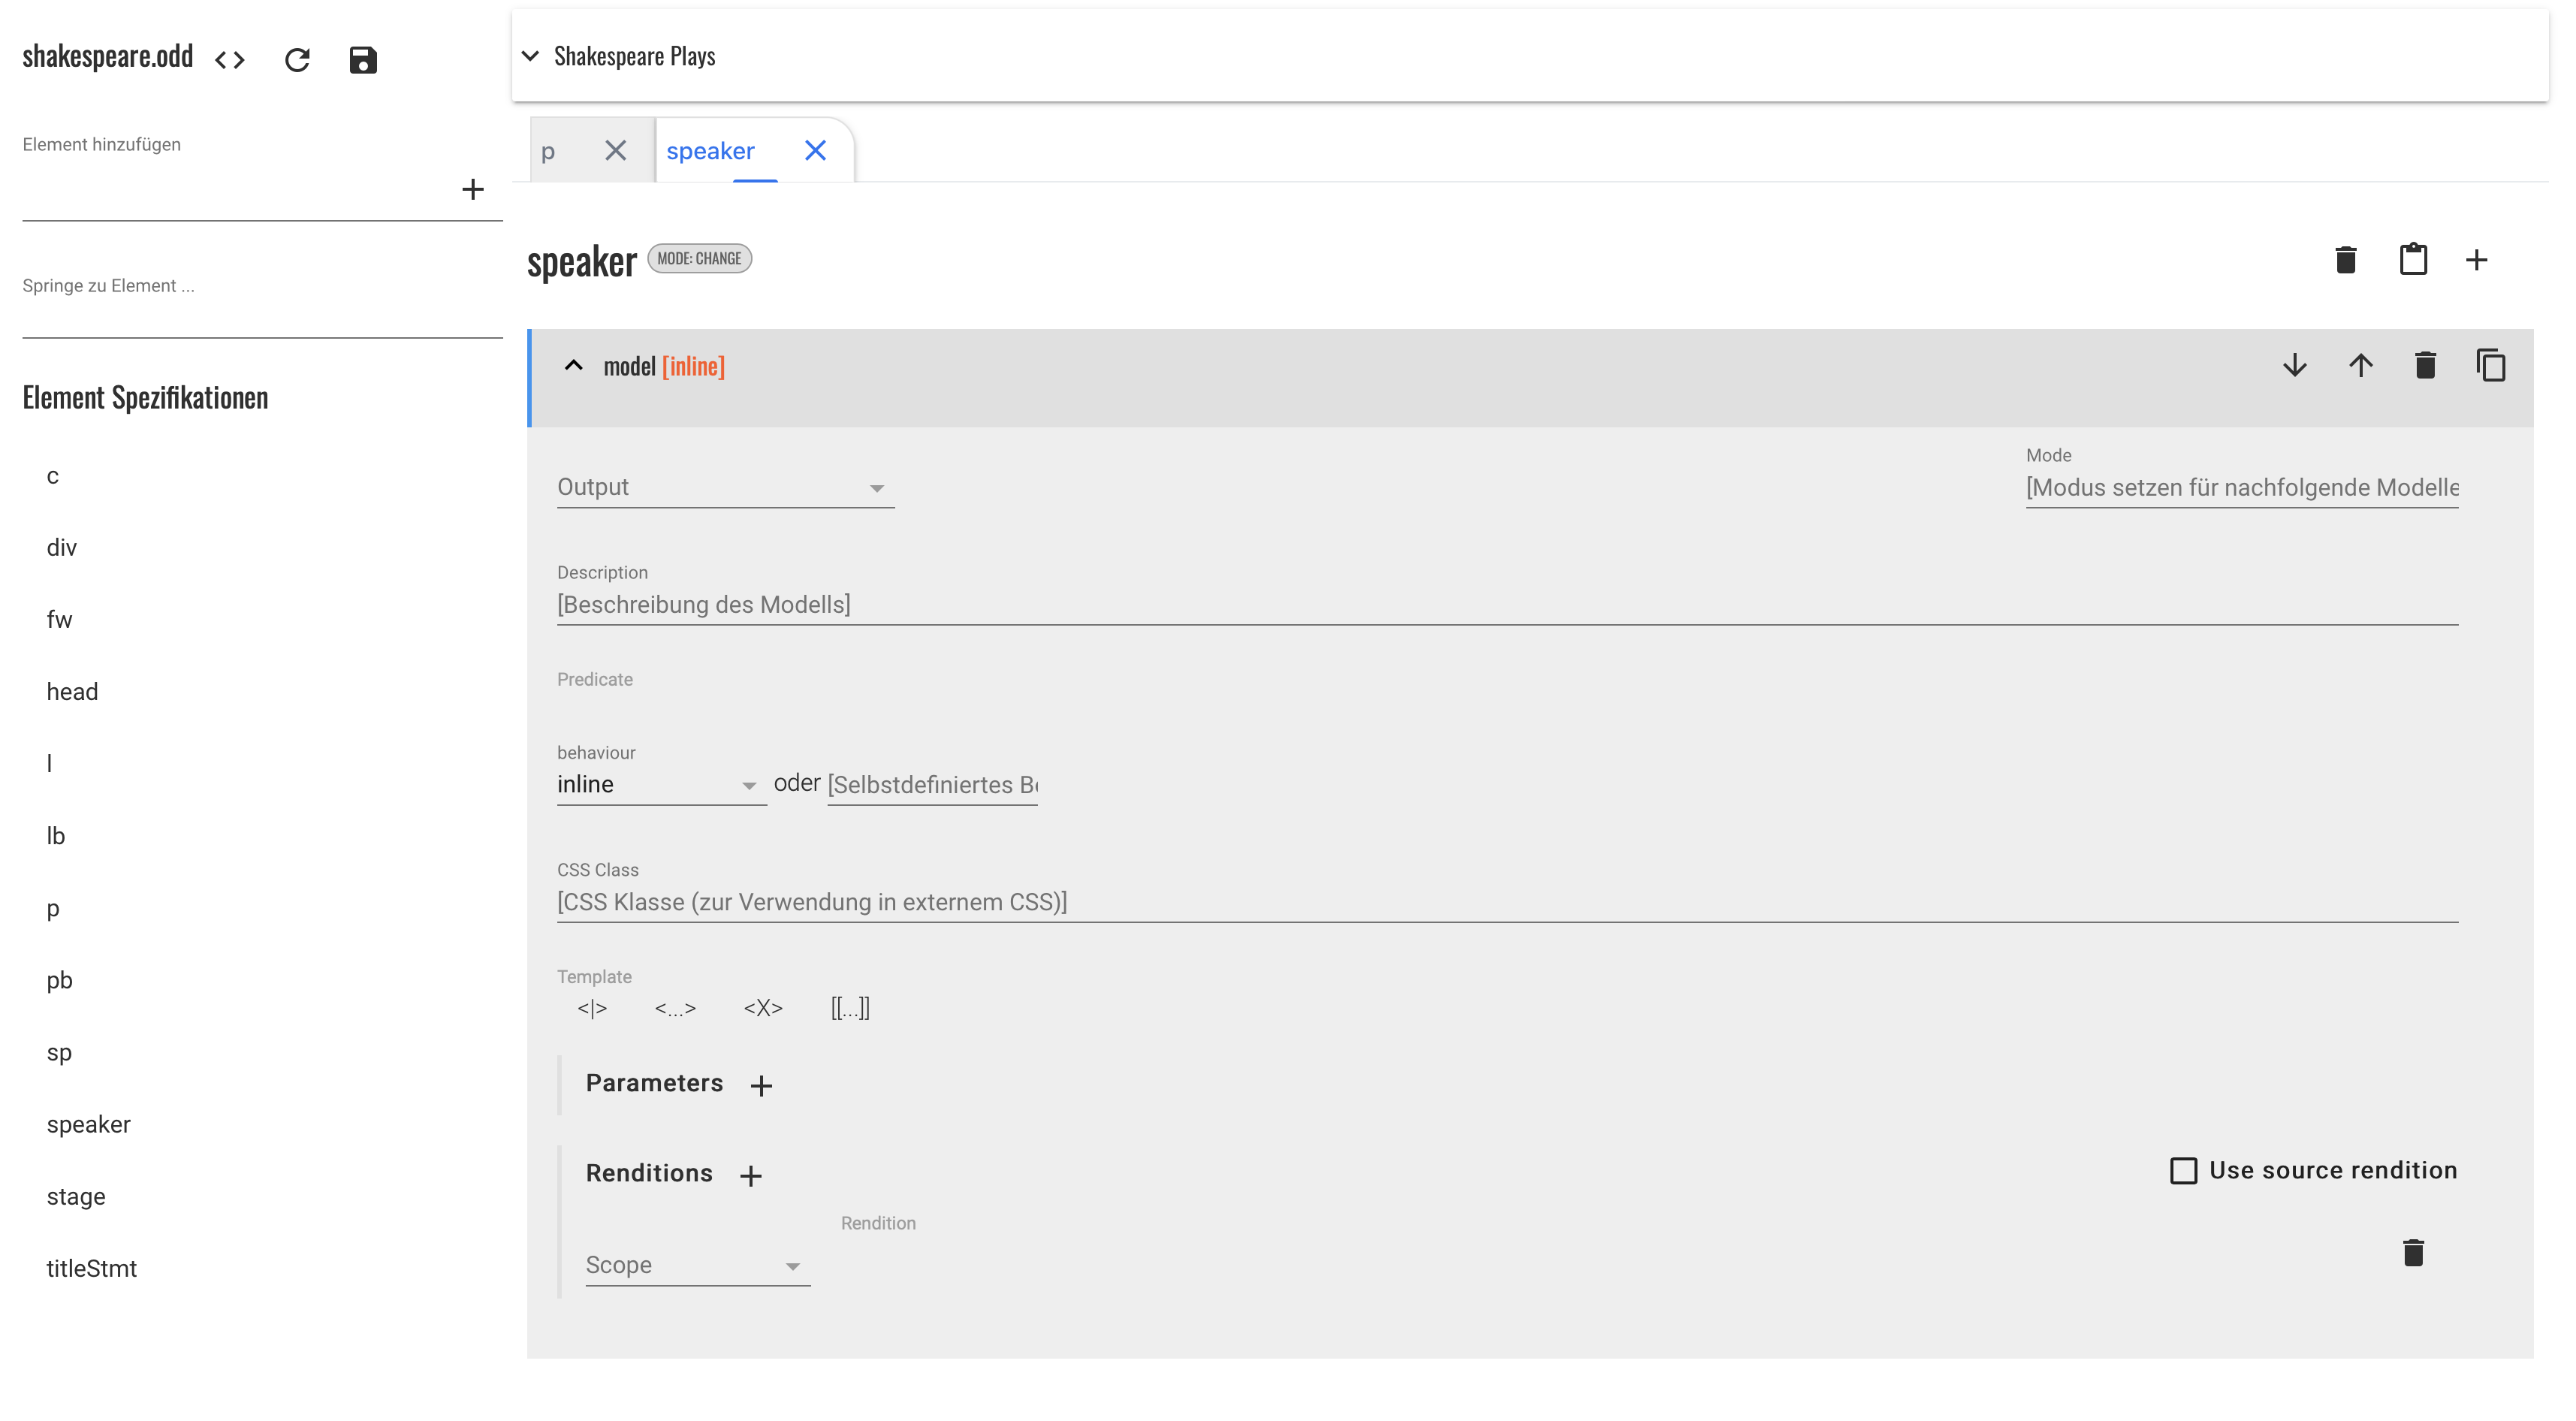 shakespeare.odd
Element hinzufügen
Springe zu Element ...
Element Spezifikationen
c
div
fw
head
l
lb
p
pb
sp
speaker
stage
titleStmt
Shakespeare Plays
p
speaker
speaker MODE: CHANGE
model [inline]
Output
Mode
[Modus setzen für nachfolgende Modelle
Description
[Beschreibung des Modells]
Predicate
behaviour
inline oder [Selbstdefiniertes
CSS Class
[CSS Klasse (zur Verwendung in externem CSS)]
Template
<|> <...> <X> [[...]]
Parameters
Renditions
Use source rendition
Rendition
Scope